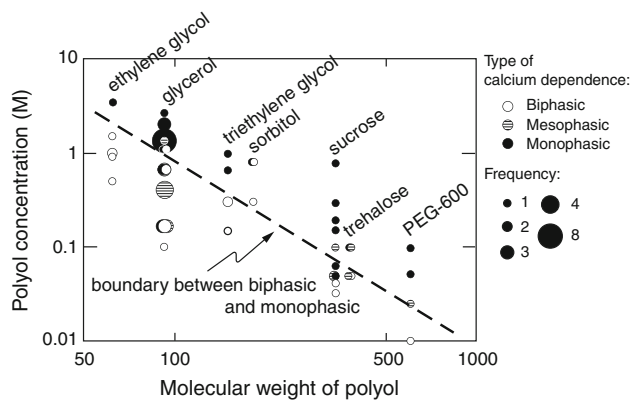 ethylene glycol
glycerol
triethylene glycol
sorbitol
sucrose
trehalose
PEG-600
10
1
0.1
0.01
Polyol concentration (M)
boundary between biphasic
and monophasic
50
100
500
1000
Molecular weight of polyol
Type of
calcium dependence:
Biphasic
Mesophasic
Monophasic
Frequency:
1 4
2
3 8